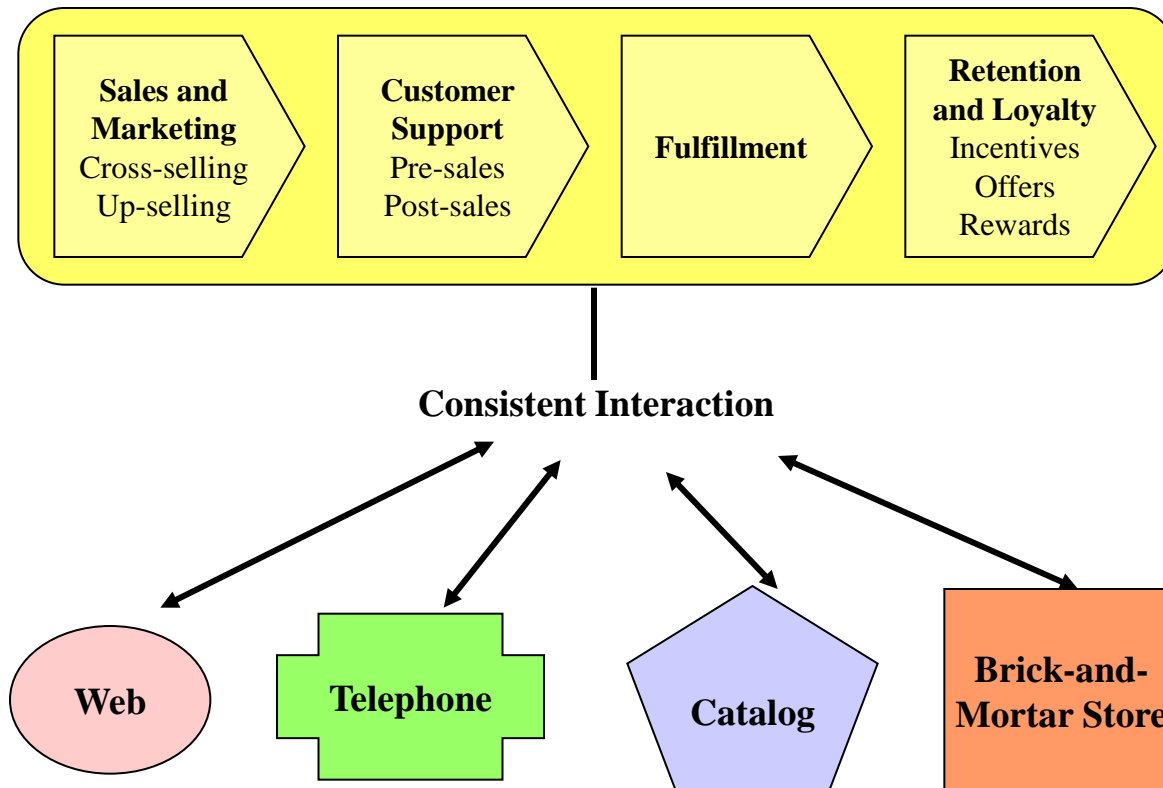 Sales and
Marketing
Cross-selling
Up-selling
Customer
Support
Pre-sales
Post-sales
Fulfillment
Retention
and Loyalty
Incentives
Offers
Rewards
Consistent Interaction
Web
Telephone
Catalog
Brick-and-
Mortar Store